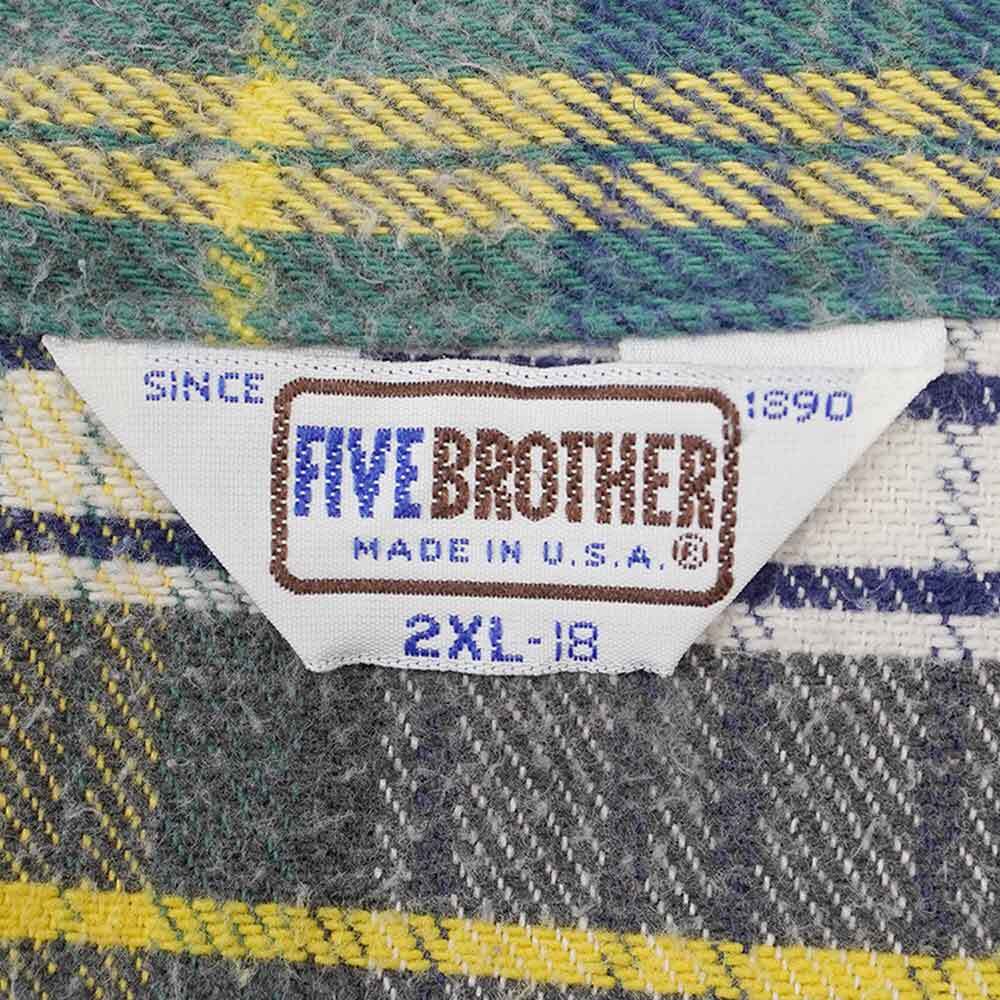 SINCE 1890
FIVE BROTHER
MADE IN U.S.A.®
2XL-18